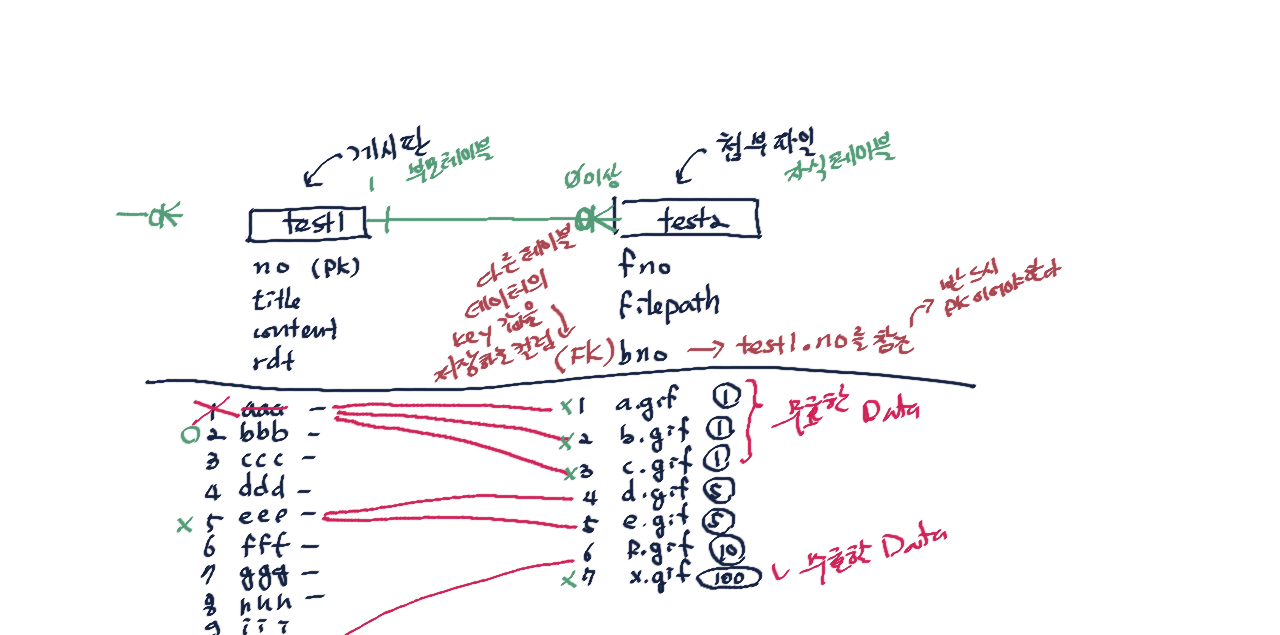 게시판
부모테이블
1
0이상
첨부파일
자식테이블
test1
test2
no (pk)
title
content
rdt
다른테이블
데이터의
key 값을
저장하는 컬럼
(FK)
fno
filepath
bno → test1.no를 참조
반드시
PK이어야한다
1 aaa -
2 bbb -
3 ccc -
4 ddd -
5 eee -
6 fff -
7 ggg -
8 hhh -
9 iii
x1 a.gif 1
x2 b.gif 1
x3 c.gif 1
4 d.gif 5
5 e.gif 5
6 f.gif 10
x7 x.gif 100
무결한 Data
Data